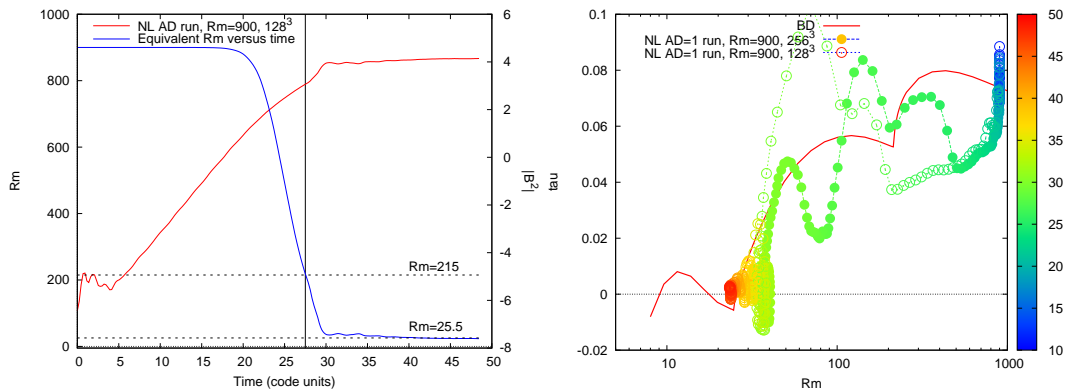 NL AD run, Rm=900, 128³
Equivalent Rm versus time
1000
800
600
400
200
0
Rm
6
4
2
0
-2
-4
-6
-8
|B²|
Rm=215
Rm=25.5
0 5 10 15 20 25 30 35 40 45 50
Time (code units)
BD
NL AD=1 run, Rm=900, 256³
NL AD=1 run, Rm=900, 128³
0.1
0.08
0.06
0.04
0.02
0
-0.02
tau
10 100 1000
Rm
50
45
40
35
30
25
20
15
10